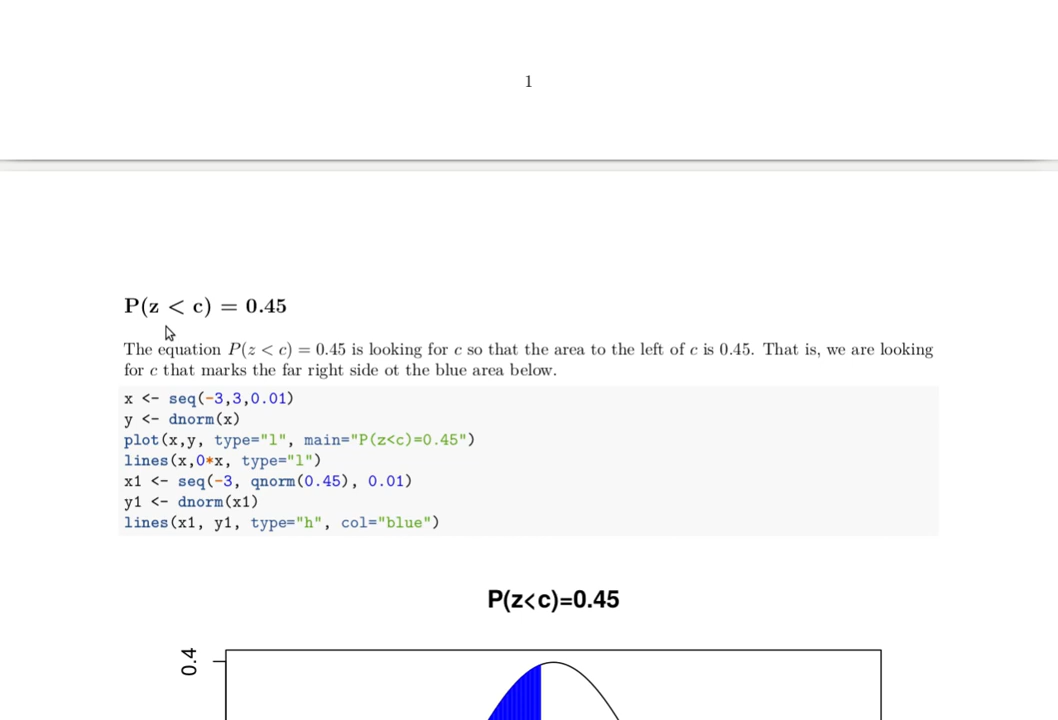 1
P(z < c) = 0.45
The equation P(z < c) = 0.45 is looking for c so that the area to the left of c is 0.45. That is, we are looking
for c that marks the far right side ot the blue area below.
x <- seq(-3,3,0.01)
y <- dnorm(x)
plot(x,y, type="l", main="P(z<c)=0.45")
lines(x,0*x, type="l")
x1 <- seq(-3, qnorm(0.45), 0.01)
y1 <- dnorm(x1)
lines(x1, y1, type="h", col="blue")
P(z<c)=0.45
0.4